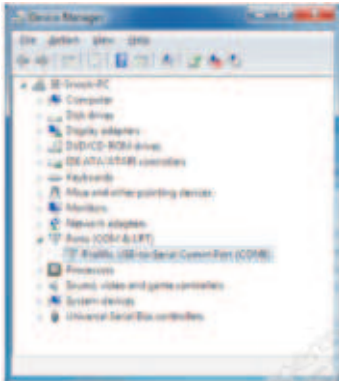 Device Manager
File Action View Help
Computer
Disk drives
Display adapters
DVD/CD-ROM drives
IDE ATA/ATAPI controllers
Keyboards
Mice and other pointing devices
Monitors
Network adapters
Ports (COM & LPT)
Prolific USB-to-Serial Comm Port
Processors
Sound, video and game controllers
System devices
Universal Serial Bus controllers